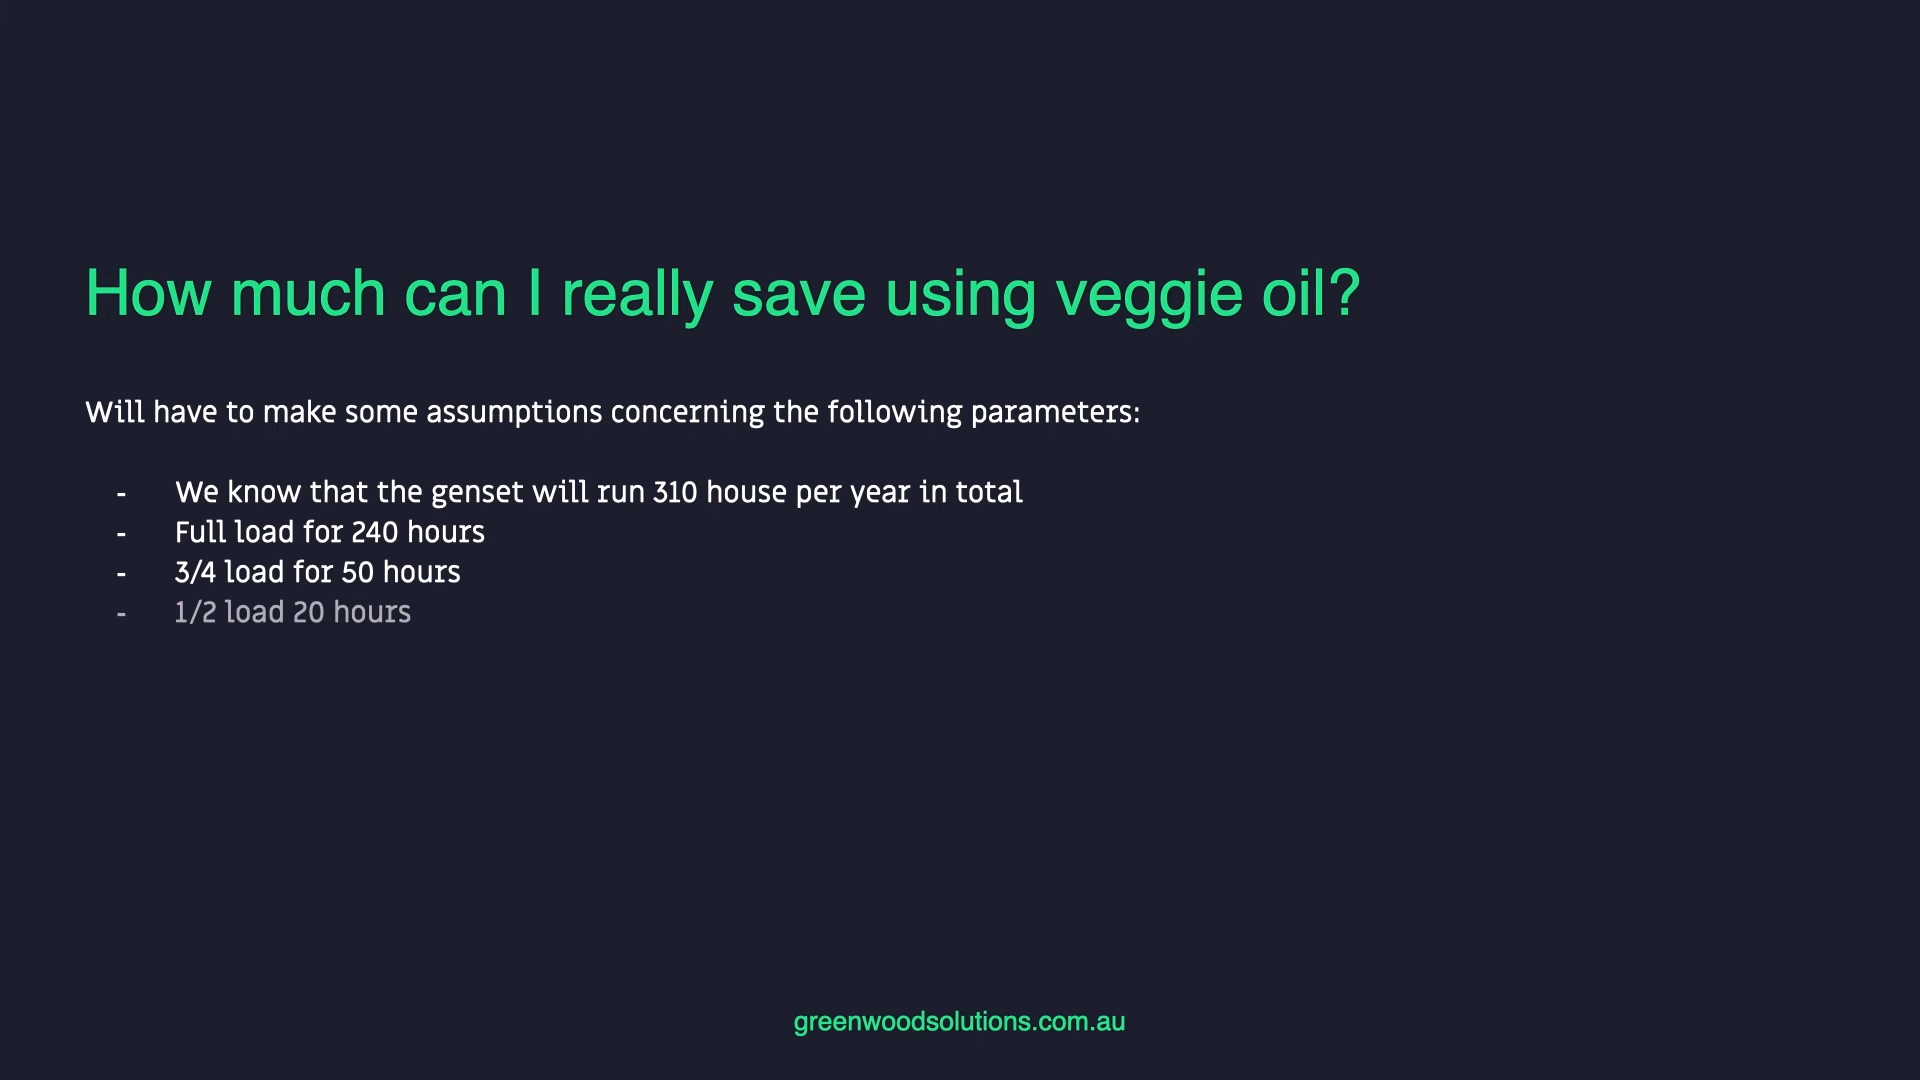 How much can I really save using veggie oil?
Will have to make some assumptions concerning the following parameters:
- We know that the genset will run 310 house per year in total
- Full load for 240 hours
- 3/4 load for 50 hours
- 1/2 load 20 hours
greenwoodsolutions.com.au